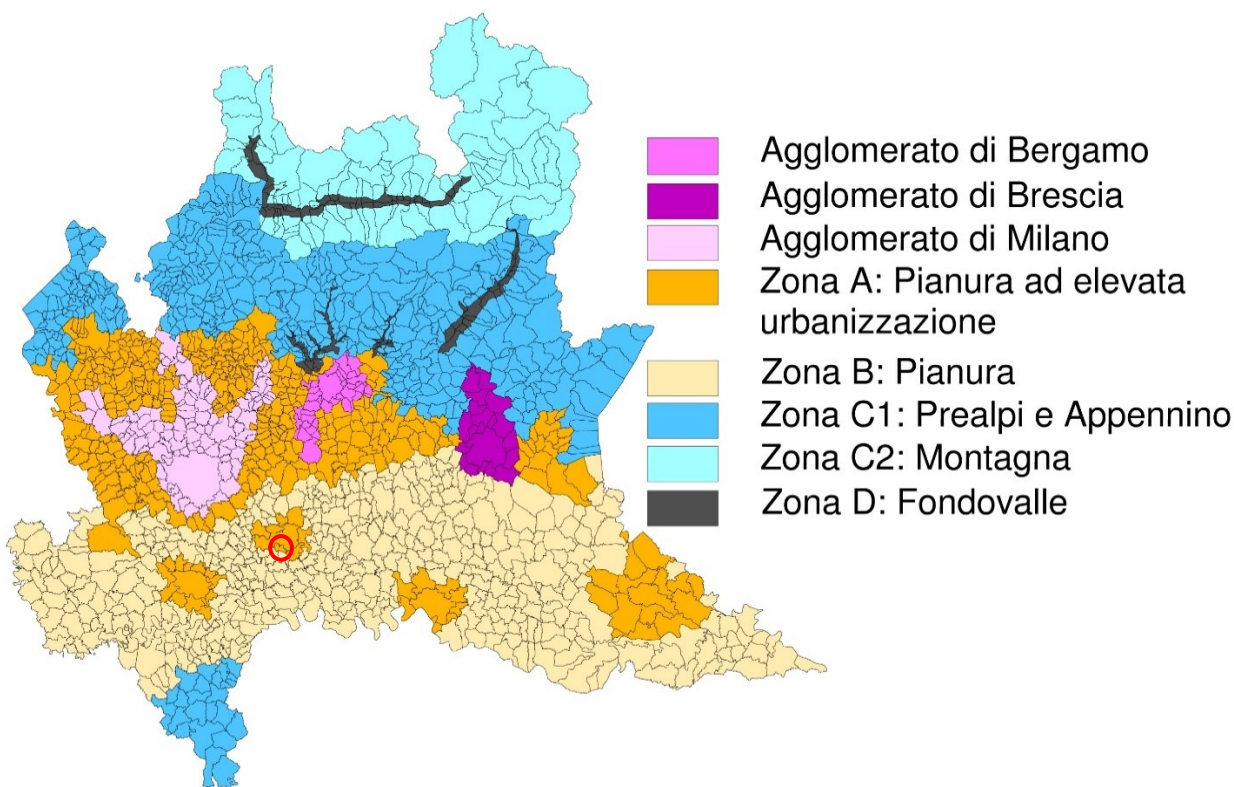 Agglomerato di Bergamo
Agglomerato di Brescia
Agglomerato di Milano
Zona A: Pianura ad elevata
urbanizzazione
Zona B: Pianura
Zona C1: Prealpi e Appennino
Zona C2: Montagna
Zona D: Fondovalle